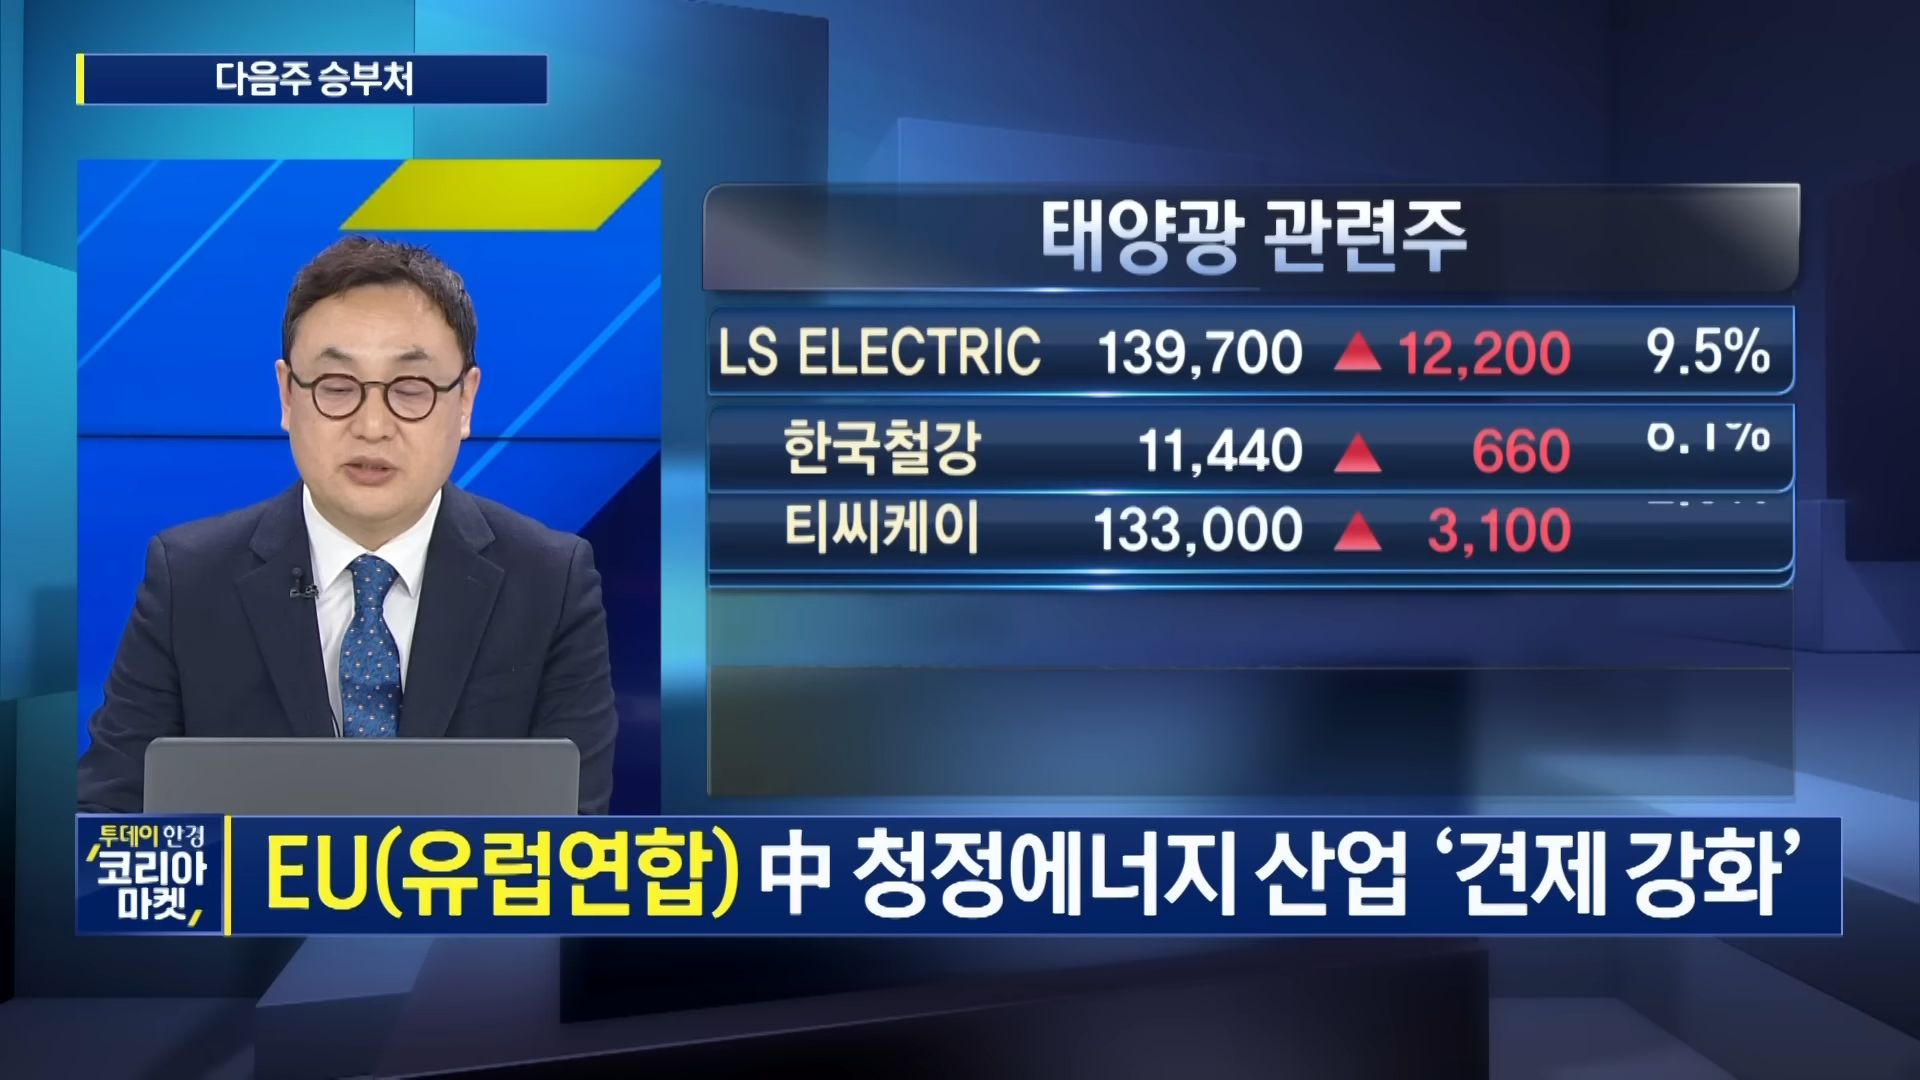 다음주 승부처
태양광 관련주
LS ELECTRIC 139,700 ▲ 12,200 9.5%
한국철강 11,440 ▲ 660
티씨케이 133,000 ▲ 3,100
투데이 한경
코리아
마켓
EU(유럽연합) 中 청정에너지 산업 ‘견제 강화’